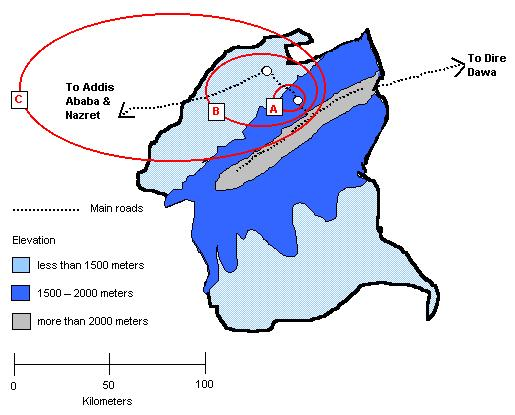 To Dire
Dawa
To Addis
Ababa &
Nazret
C
B
A
Main roads
Elevation
less than 1500 meters
1500 – 2000 meters
more than 2000 meters
0 50 100
Kilometers